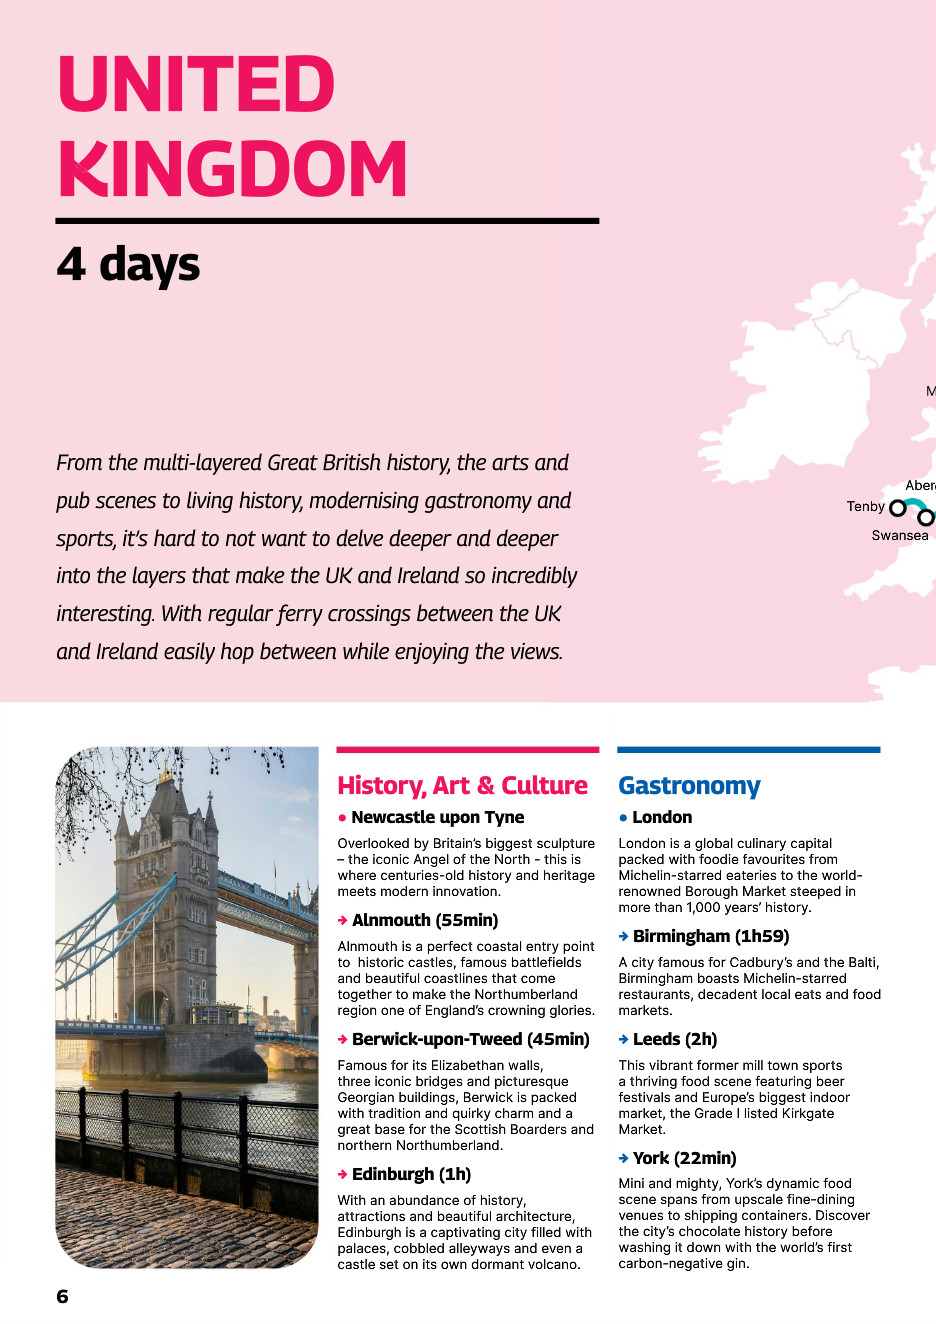 UNITED
KINGDOM
4 days
From the multi-layered Great British history, the arts and
pub scenes to living history, modernising gastronomy and
sports, it's hard to not want to delve deeper and deeper
into the layers that make the UK and Ireland so incredibly
interesting. With regular ferry crossings between the UK
and Ireland easily hop between while enjoying the views.
M
Aber
Tenby
Swansea
History, Art & Culture
• Newcastle upon Tyne
Overlooked by Britain's biggest sculpture
– the iconic Angel of the North - this is
where centuries-old history and heritage
meets modern innovation.
→ Alnmouth (55min)
Alnmouth is a perfect coastal entry point
to  historic castles, famous battlefields
and beautiful coastlines that come
together to make the Northumberland
region one of England's crowning glories.
→ Berwick-upon-Tweed (45min)
Famous for its Elizabethan walls,
three iconic bridges and picturesque
Georgian buildings, Berwick is packed
with tradition and quirky charm and a
great base for the Scottish Boarders and
northern Northumberland.
→ Edinburgh (1h)
With an abundance of history,
attractions and beautiful architecture,
Edinburgh is a captivating city filled with
palaces, cobbled alleyways and even a
castle set on its own dormant volcano.
Gastronomy
• London
London is a global culinary capital
packed with foodie favourites from
Michelin-starred eateries to the world-
renowned Borough Market steeped in
more than 1,000 years' history.
→ Birmingham (1h59)
A city famous for Cadbury's and the Balti,
Birmingham boasts Michelin-starred
restaurants, decadent local eats and food
markets.
→ Leeds (2h)
This vibrant former mill town sports
a thriving food scene featuring beer
festivals and Europe's biggest indoor
market, the Grade I listed Kirkgate
Market.
→ York (22min)
Mini and mighty, York's dynamic food
scene spans from upscale fine-dining
venues to shipping containers. Discover
the city's chocolate history before
washing it down with the world's first
carbon-negative gin.
6